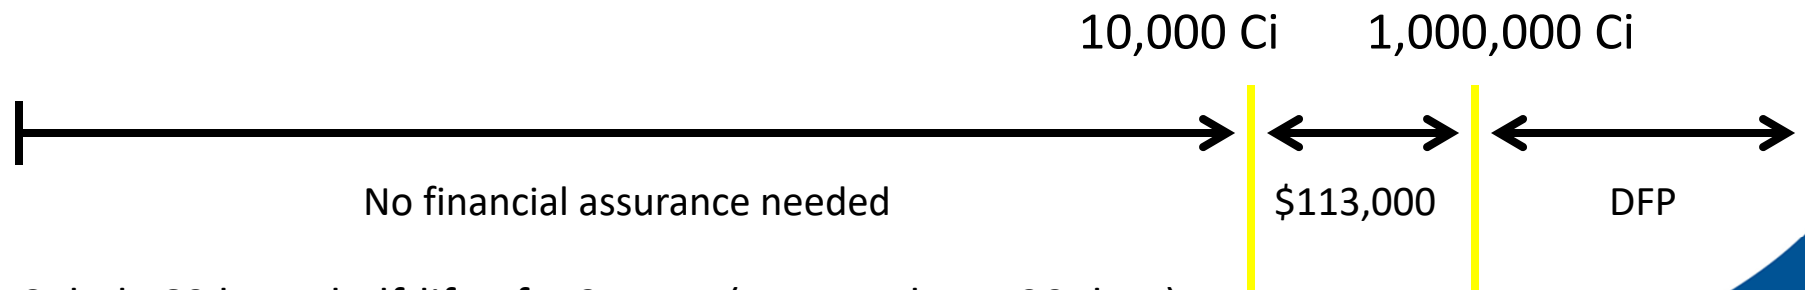 10,000 Ci 1,000,000 Ci
No financial assurance needed $113,000 DFP